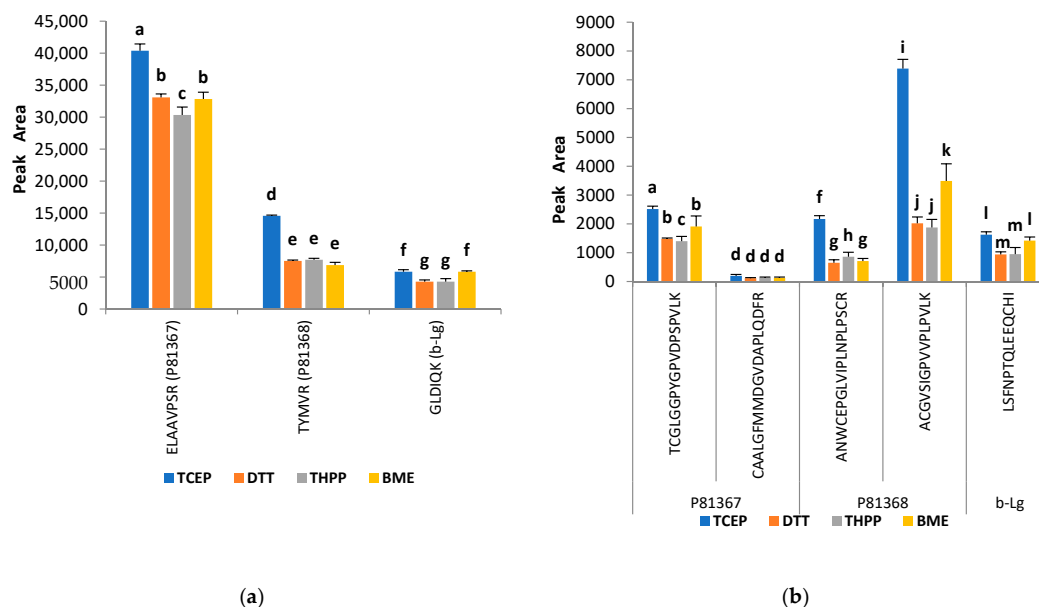 45,000
40,000
35,000
30,000
25,000
20,000
15,000
10,000
5000
0
Peak Area
a b c b
d e e e
f g g f
ELAAVPSR (P81367)
TYMVR (P81368)
GLDIQK (b-Lg)
TCEP DTT THPP BME
(a)
9000
8000
7000
6000
5000
4000
3000
2000
1000
0
Peak Area
a b c b
d d d d
f g h g
i j j k
l m m l
TCGLGGPYGPVDPSPVLK
CAALGFMMDGVDAPLQDFR
ANWCEPGLVIPLNPLPSCR
ACGVSIGPVVPLPVLK
LSFNPTQLEEQCHI
P81367 P81368 b-Lg
TCEP DTT THPP BME
(b)